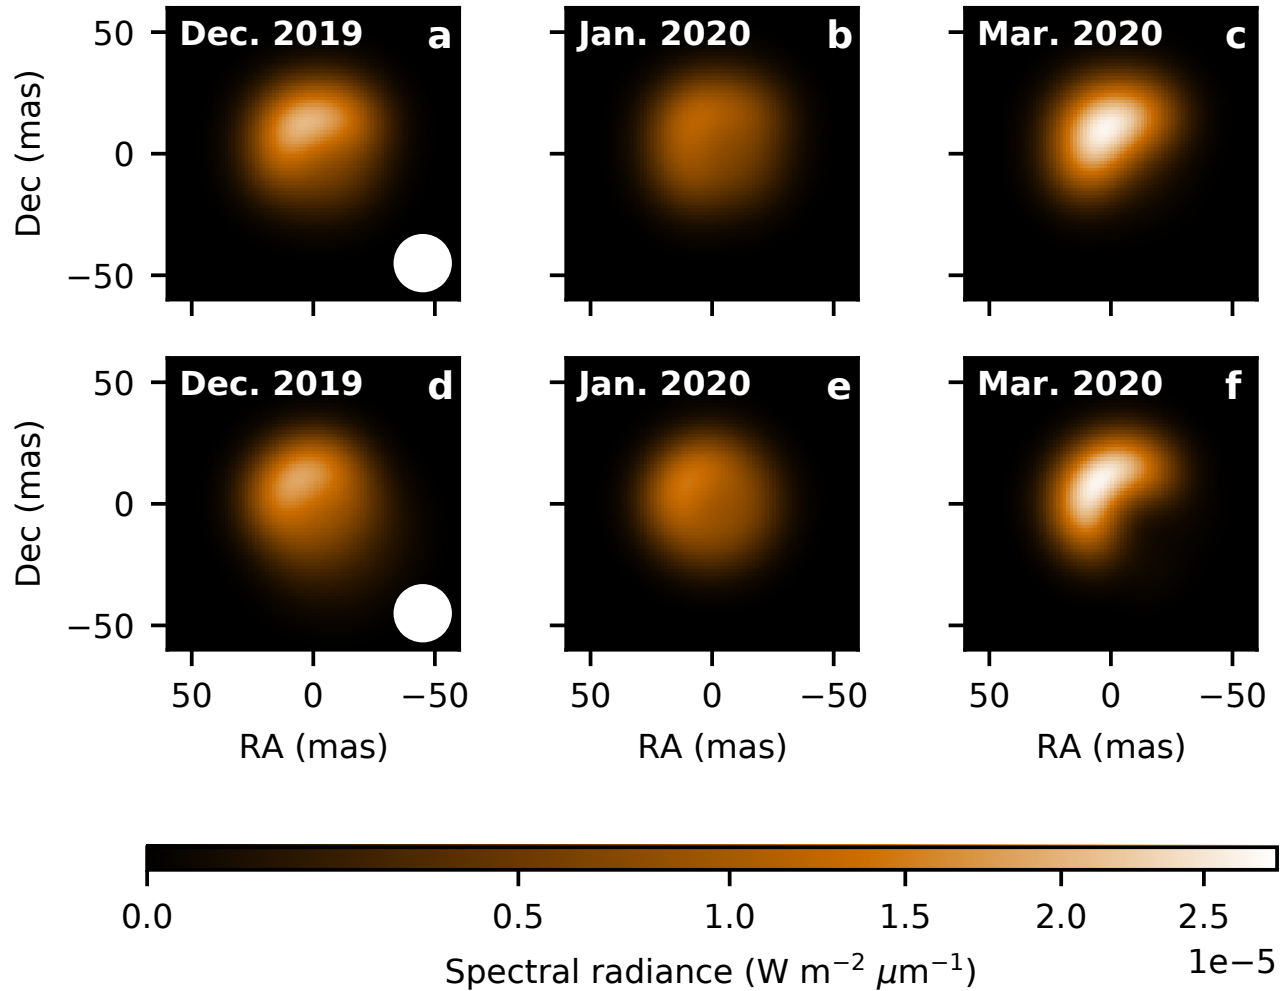 Dec. 2019 a
Jan. 2020 b
Mar. 2020 c
50
0
−50
Dec (mas)
Dec. 2019 d
Jan. 2020 e
Mar. 2020 f
50
0
−50
Dec (mas)
50 0 −50
50 0 −50
50 0 −50
RA (mas)
RA (mas)
RA (mas)
0.0 0.5 1.0 1.5 2.0 2.5
1e−5
Spectral radiance (W m⁻² μm⁻¹)